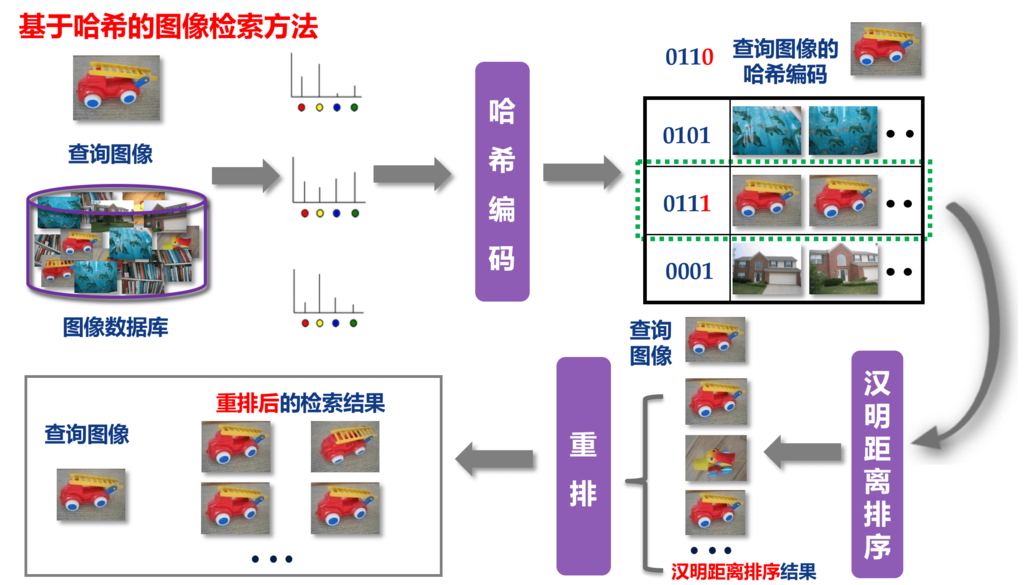 基于哈希的图像检索方法
查询图像
图像数据库
哈希编码
0110
查询图像的
哈希编码
0101
0111
0001
汉明距离排序
查询
图像
汉明距离排序结果
重排
重排后的检索结果
查询图像